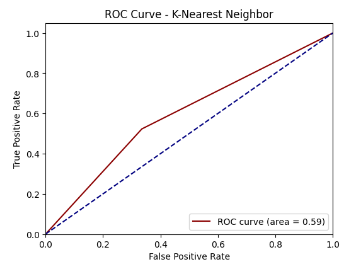 ROC Curve - K-Nearest Neighbor
True Positive Rate
1.0
0.8
0.6
0.4
0.2
0.0
ROC curve (area = 0.59)
0.0 0.2 0.4 0.6 0.8 1.0
False Positive Rate